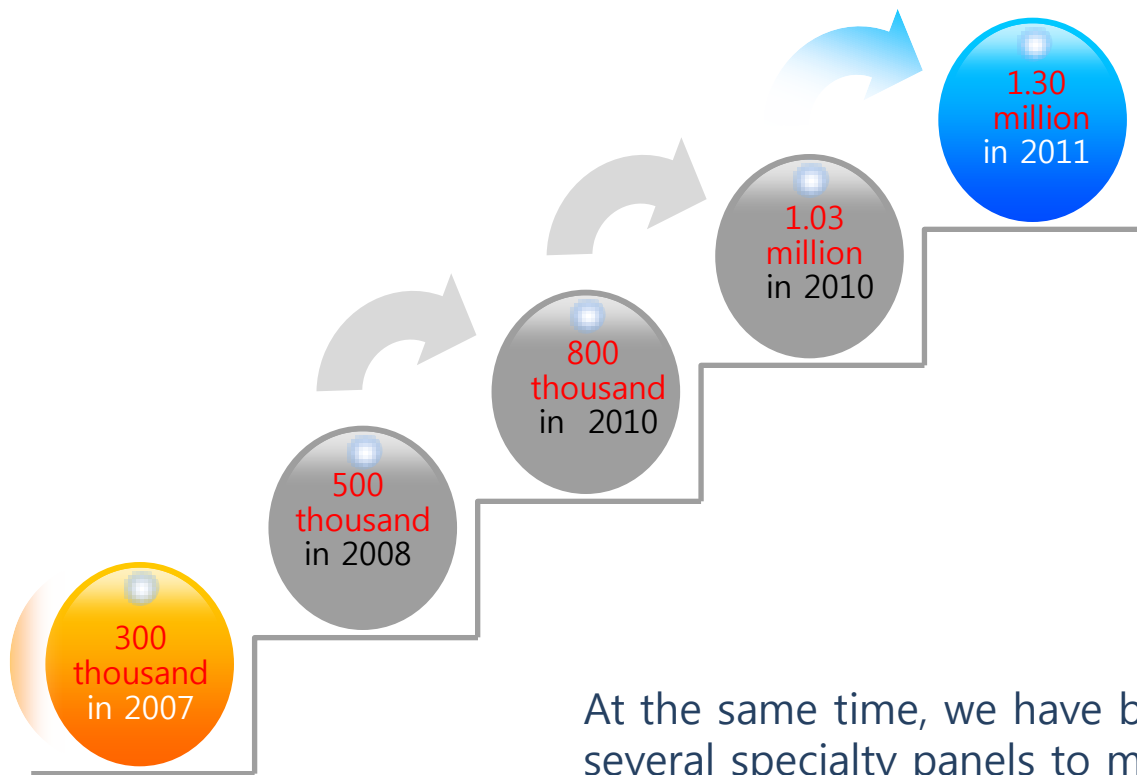 1.30
million
in 2011
1.03
million
in 2010
800
thousand
in 2010
500
thousand
in 2008
300
thousand
in 2007
At the same time, we have
several specialty panels to